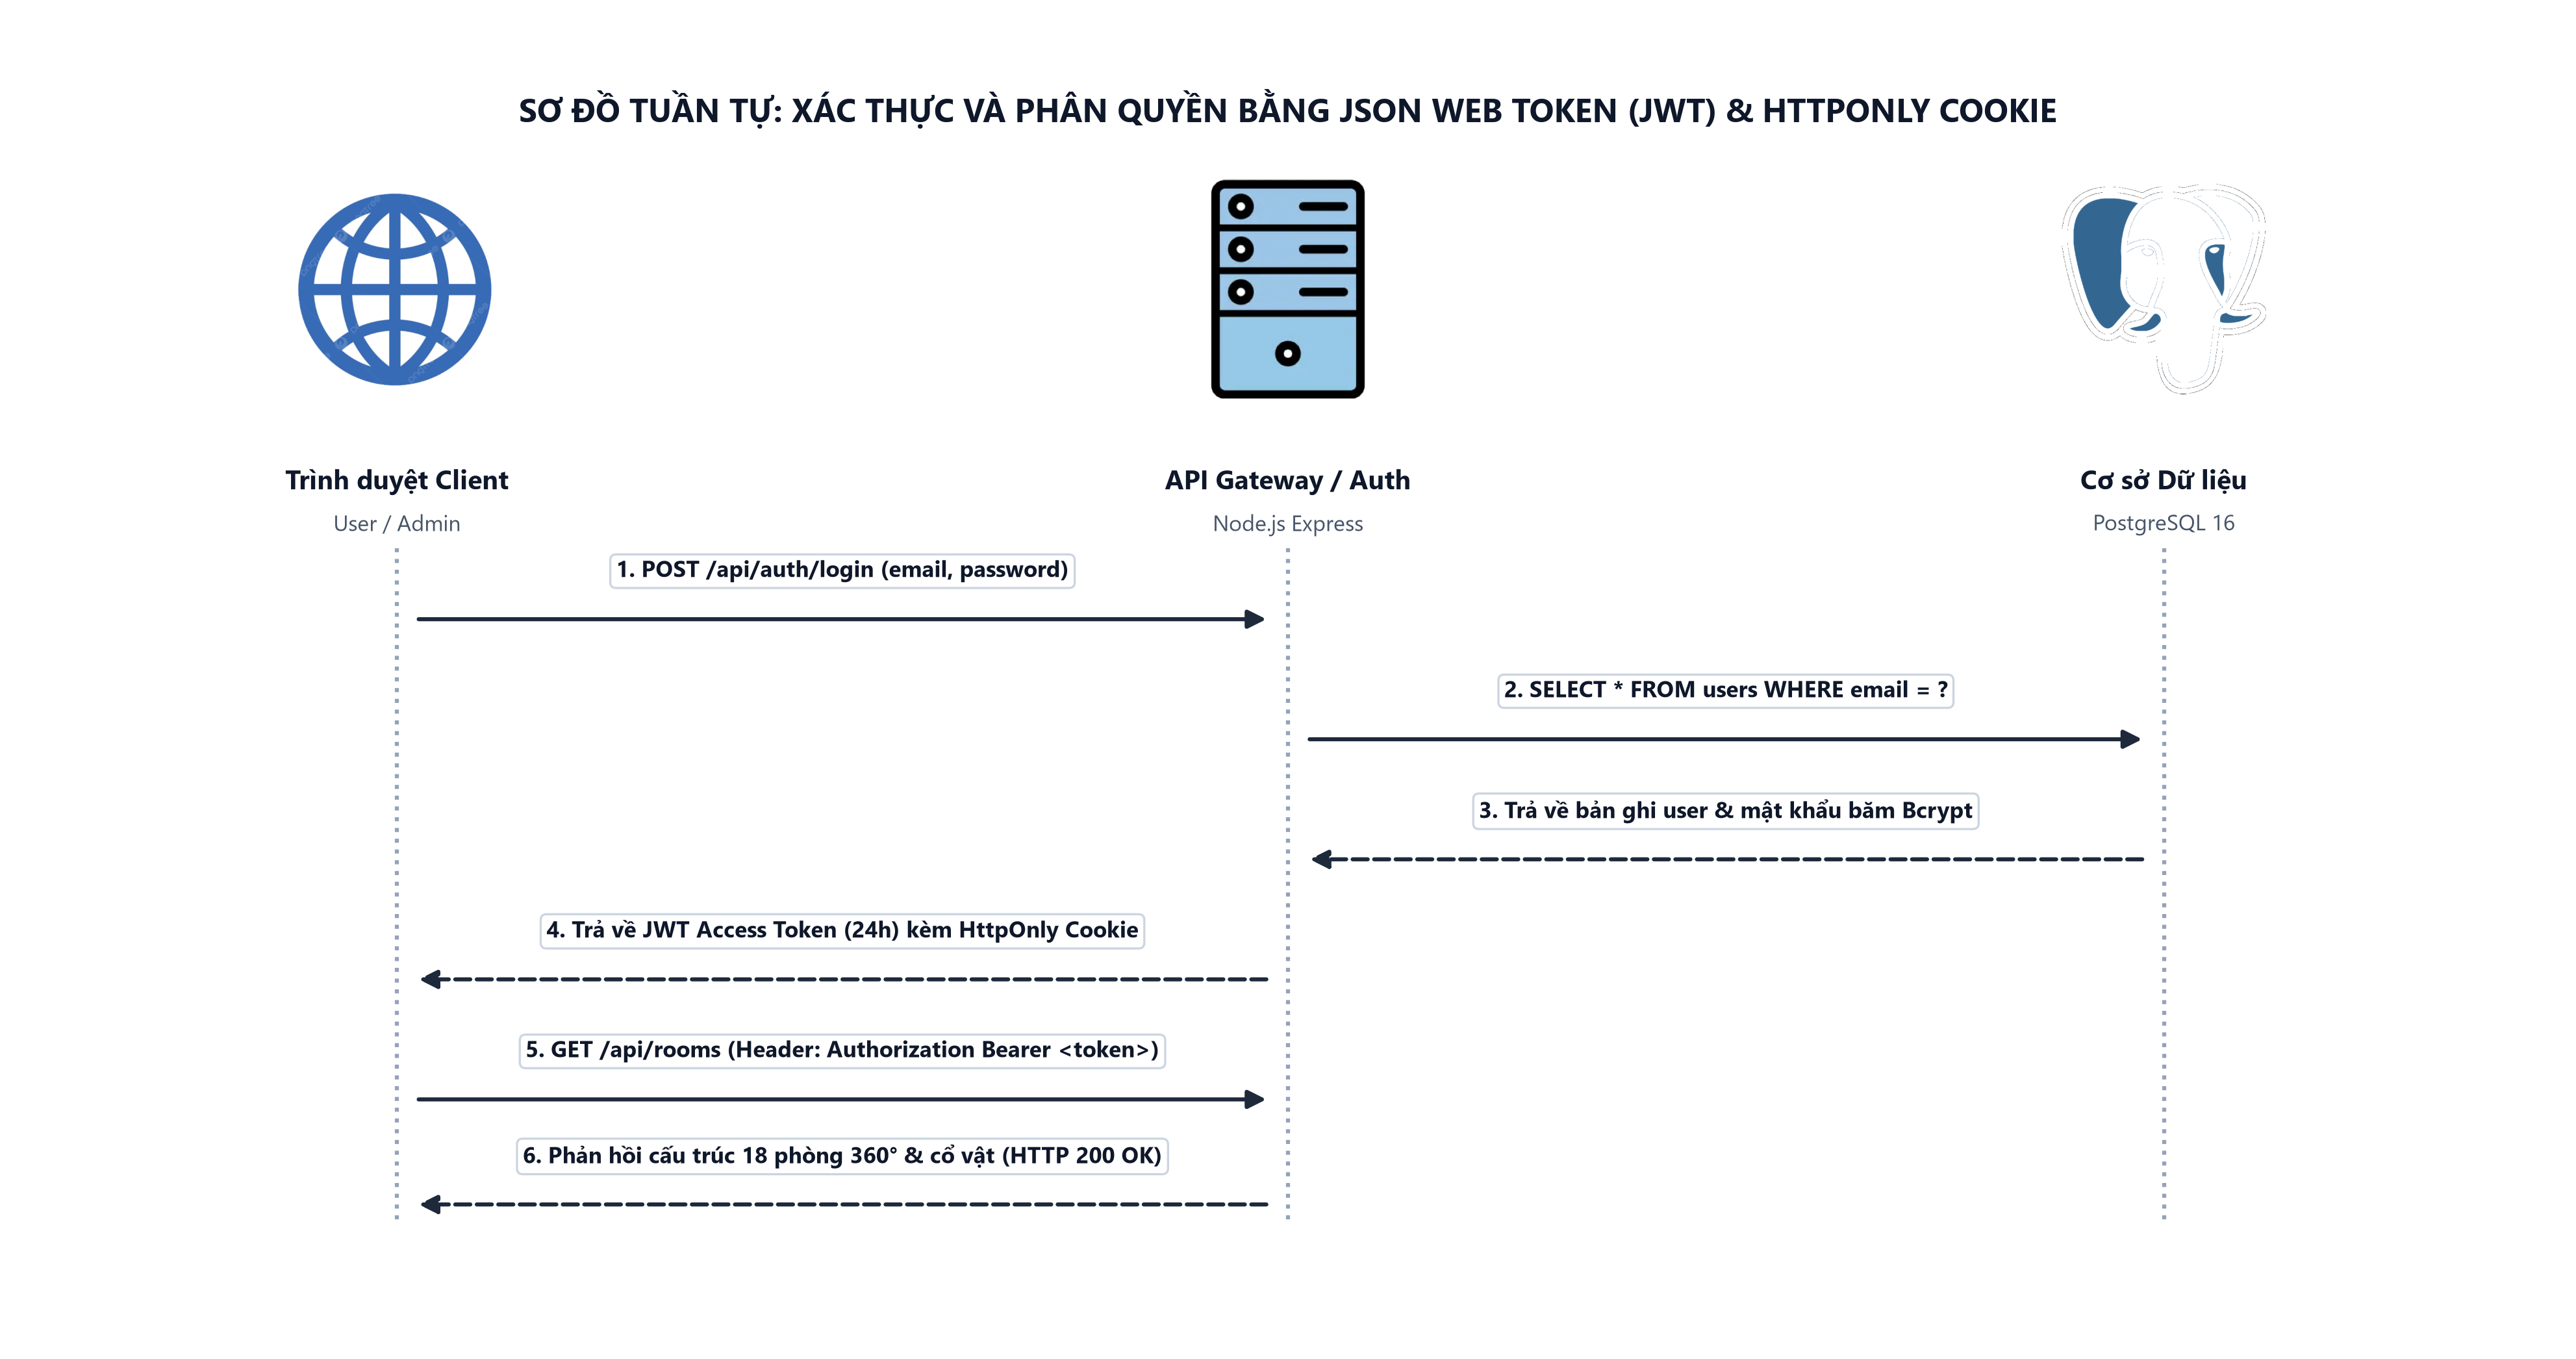 SƠ ĐỒ TUẦN TỰ: XÁC THỰC VÀ PHÂN QUYỀN BẰNG JSON WEB TOKEN (JWT) & HTTPONLY COOKIE
Trình duyệt Client
User / Admin
API Gateway / Auth
Node.js Express
Cơ sở Dữ liệu
PostgreSQL 16
1. POST /api/auth/login (email, password)
2. SELECT * FROM users WHERE email = ?
3. Trả về bản ghi user & mật khẩu băm Bcrypt
4. Trả về JWT Access Token (24h) kèm HttpOnly Cookie
5. GET /api/rooms (Header: Authorization Bearer <token>)
6. Phản hồi cấu trúc 18 phòng 360° & cổ vật (HTTP 200 OK)